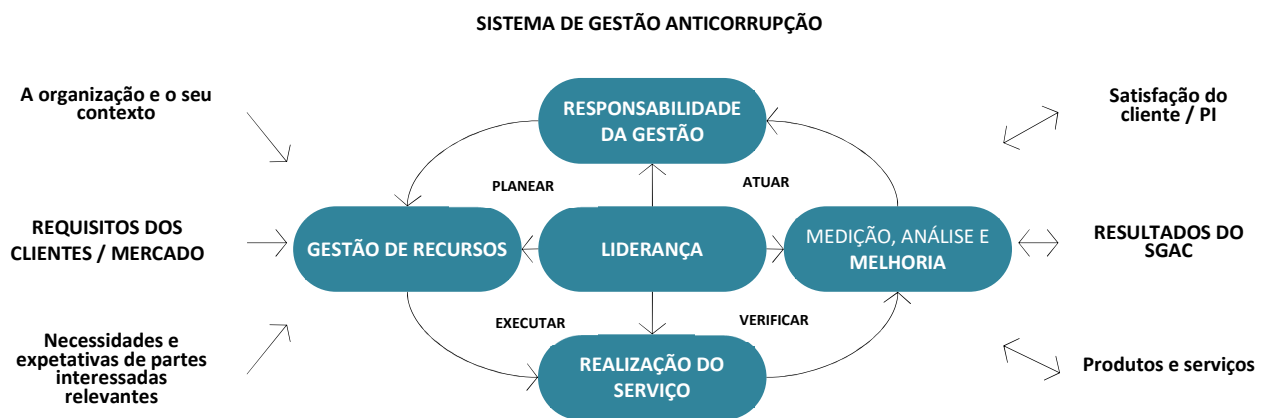 SISTEMA DE GESTÃO ANTICORRUPÇÃO
A organização e o seu
contexto
REQUISITOS DOS
CLIENTES / MERCADO
Necessidades e
expetativas de partes
interessadas
relevantes
RESPONSABILIDADE
DA GESTÃO
PLANEAR
ATUAR
GESTÃO DE RECURSOS
LIDERANÇA
MEDIÇÃO, ANÁLISE E
MELHORIA
EXECUTAR
VERIFICAR
REALIZAÇÃO DO
SERVIÇO
Satisfação do
cliente / PI
RESULTADOS DO
SGAC
Produtos e serviços